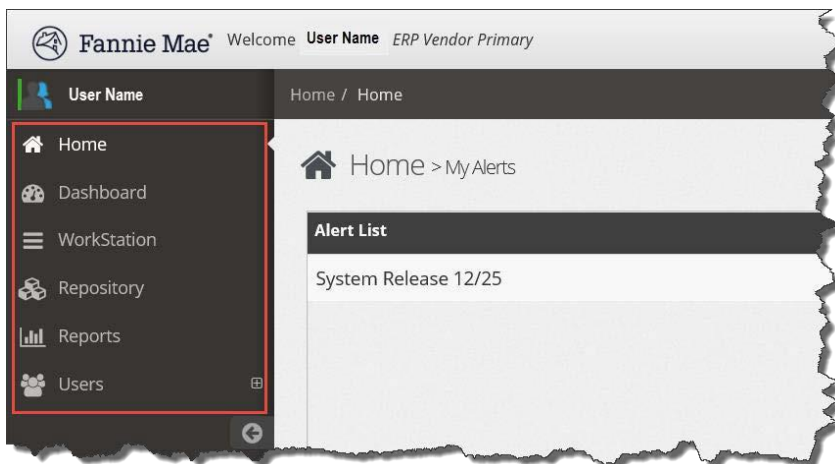 Fannie Mae® Welcome User Name ERP Vendor Primary
User Name
Home / Home
Home
Dashboard
WorkStation
Repository
Reports
Users
Home > My Alerts
Alert List
System Release 12/25